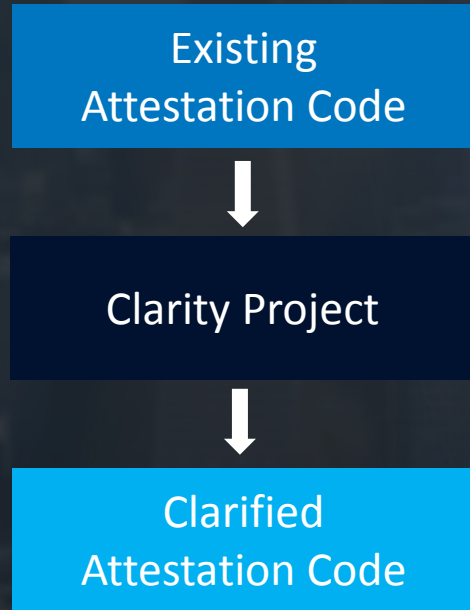 Existing
Attestation Code
Clarity Project
Clarified
Attestation Code